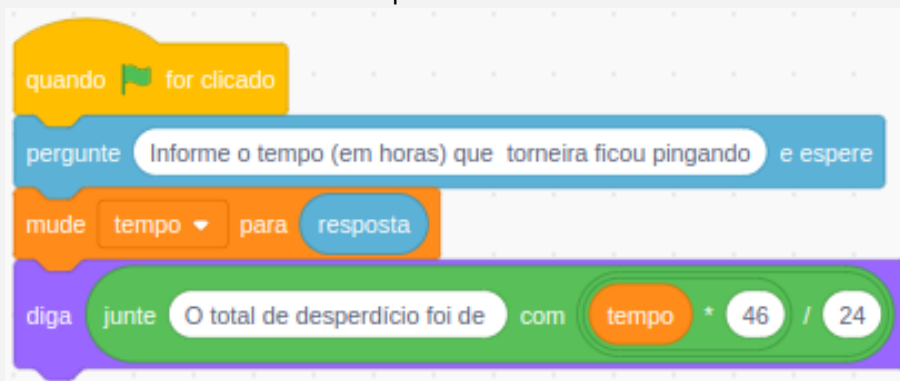 quando for clicado
pergunte Informe o tempo (em horas) que  torneira ficou pingando e espere
mude tempo para resposta
diga junte O total de desperdício foi de com tempo * 46 / 24